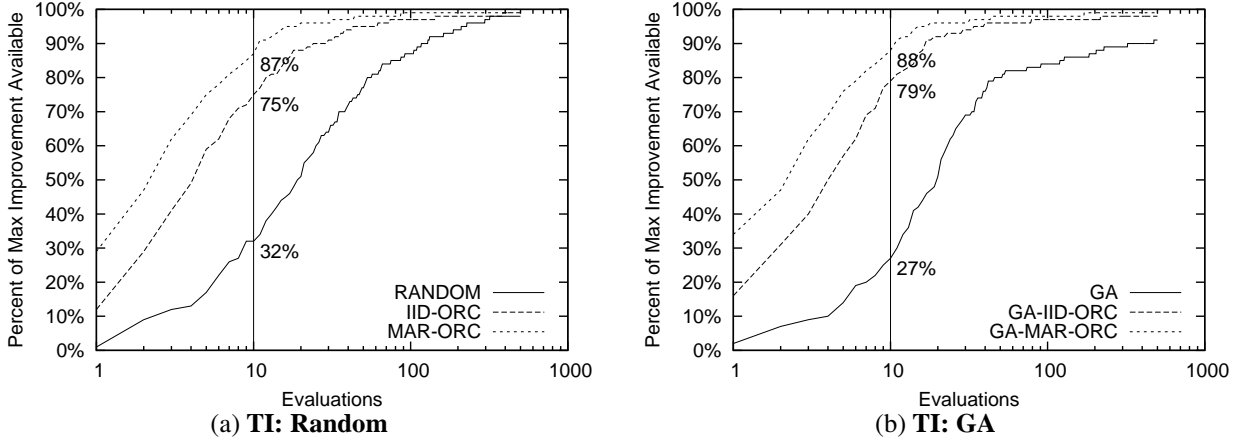 Percent of Max Improvement Available
100%
90%
80%
70%
60%
50%
40%
30%
20%
10%
0%
87%
75%
32%
RANDOM
IID-ORC
MAR-ORC
1 10 100 1000
Evaluations
(a) TI: Random
Percent of Max Improvement Available
100%
90%
80%
70%
60%
50%
40%
30%
20%
10%
0%
88%
79%
27%
GA
GA-IID-ORC
GA-MAR-ORC
1 10 100 1000
Evaluations
(b) TI: GA